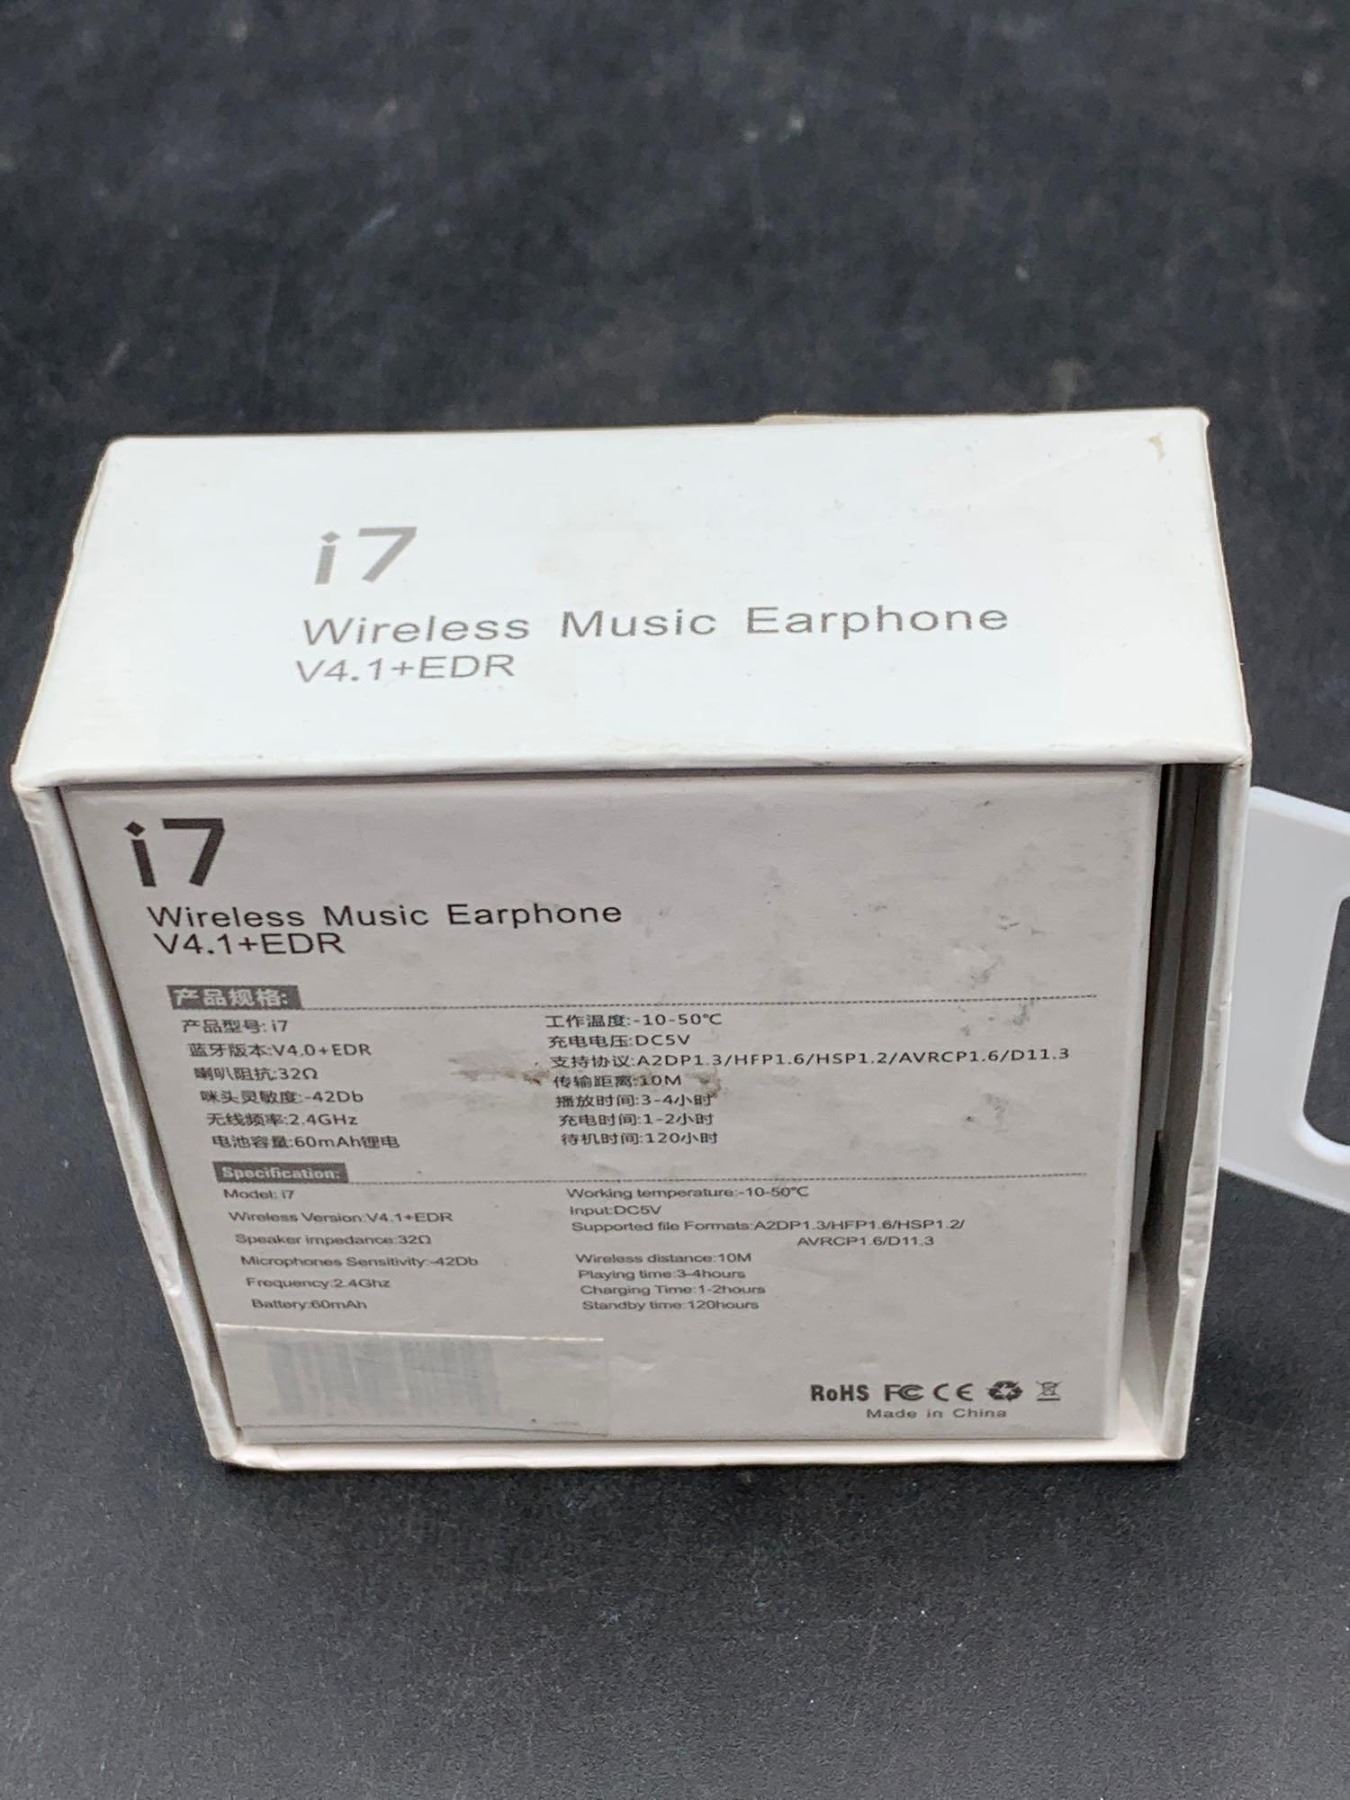 i7
Wireless Music Earphone
V4.1+EDR
i7
Wireless Music Earphone
V4.1+EDR
产品规格:
产品型号: i7
蓝牙版本:V4.0+EDR
喇叭阻抗:32Ω
咪头灵敏度:-42Db
无线频率:2.4GHz
电池容量:60mAh锂电
工作温度:-10-50℃
充电电压:DC5V
支持协议:A2DP1.3/HFP1.6/HSP1.2/AVRCP1.6/D11.3
传输距离:10M
播放时间:3-4小时
充电时间:1-2小时
待机时间:120小时
Specification:
Model: i7
Wireless Version:V4.1+EDR
Speaker impedance:32Ω
Microphones Sensitivity:-42Db
Frequency:2.4Ghz
Battery:60mAh
Working temperature:-10-50℃
Input:DC5V
Supported file Formats:A2DP1.3/HFP1.6/HSP1.2/
AVRCP1.6/D11.3
Wireless distance:10M
Playing time:3-4hours
Charging Time:1-2hours
Standby time:120hours
RoHS FC CE
Made in China